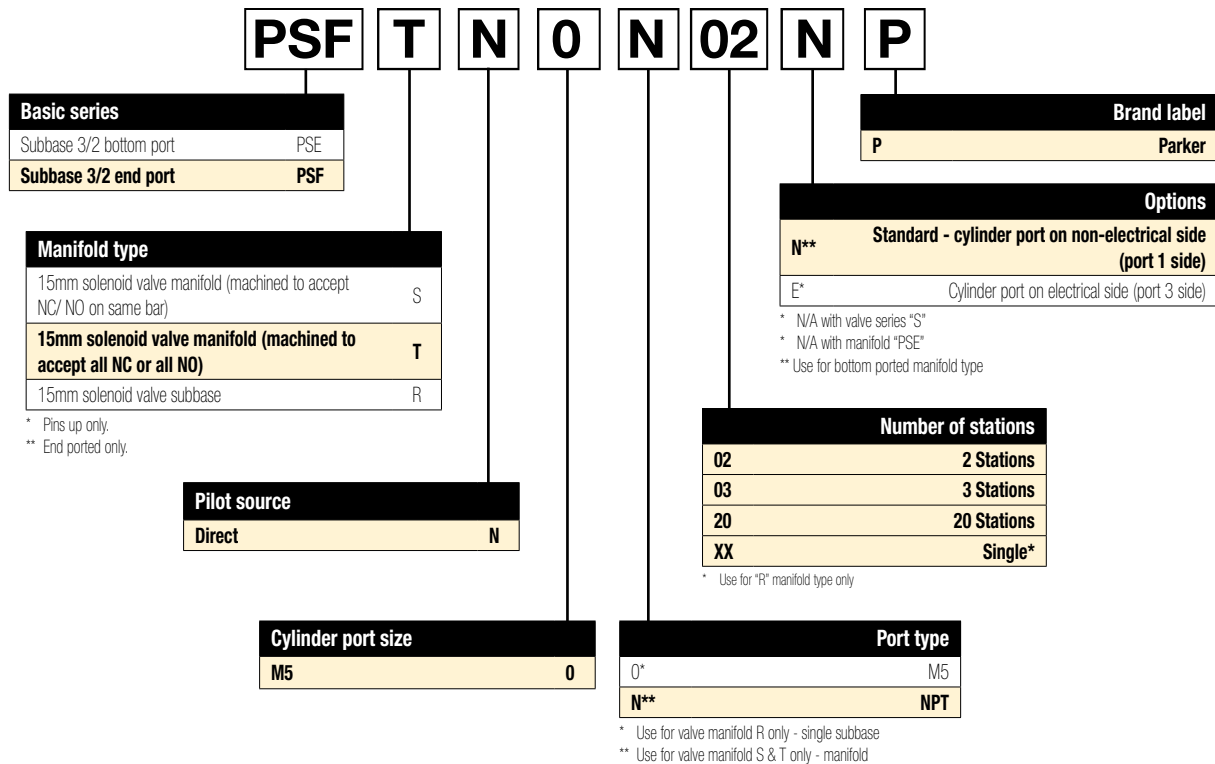 PSF T N 0 N 02 N P
Basic series
Subbase 3/2 bottom port PSE
Subbase 3/2 end port PSF
Brand label
P Parker
Options
N** Standard - cylinder port on non-electrical side
(port 1 side)
E* Cylinder port on electrical side (port 3 side)
* N/A with valve series “S”
* N/A with manifold “PSE”
** Use for bottom ported manifold type
Manifold type
15mm solenoid valve manifold (machined to accept
NC/ NO on same bar) S
15mm solenoid valve manifold (machined to
accept all NC or all NO) T
15mm solenoid valve subbase R
* Pins up only.
** End ported only.
Number of stations
02 2 Stations
03 3 Stations
20 20 Stations
XX Single*
* Use for “R” manifold type only
Pilot source
Direct N
Cylinder port size
M5 0
Port type
0* M5
N** NPT
* Use for valve manifold R only - single subbase
** Use for valve manifold S & T only - manifold